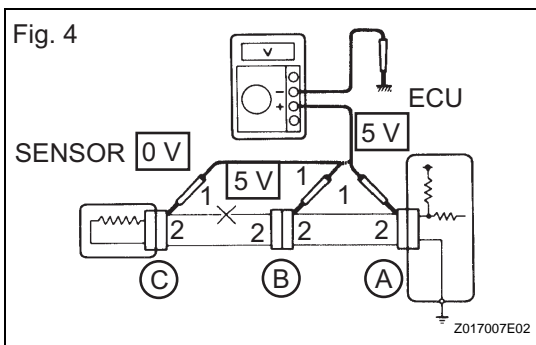 Fig. 4
V
−
+
ECU
5 V
SENSOR 0 V
5 V
1 1 1
2 2 2 2
C B A
Z017007E02